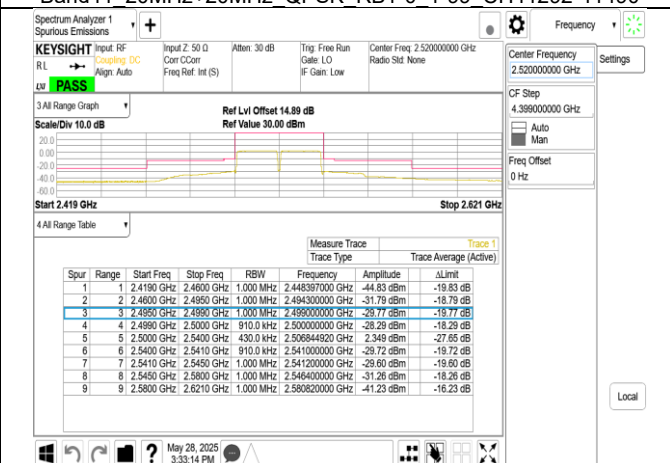 Spectrum Analyzer 1
Spurious Emissions
Frequency
KEYSIGHT Input: RF Input Z: 50 Ω Atten: 30 dB Trig: Free Run Center Freq: 2.520000000 GHz
RL Coupling: DC Corr CCorr Gate: LO Radio Std: None
Align: Auto Freq Ref: Int (S) IF Gain: Low
LXI PASS
Center Frequency
2.520000000 GHz
Settings
CF Step
4.399000000 GHz
Auto
Man
Freq Offset
0 Hz
3 All Range Graph
Ref Lvl Offset 14.89 dB
Scale/Div 10.0 dB Ref Value 30.00 dBm
20.0
0.00
-20.0
-40.0
-60.0
Start 2.419 GHz Stop 2.621 GHz
4 All Range Table
Measure Trace Trace 1
Trace Type Trace Average (Active)
Spur Range Start Freq Stop Freq RBW Frequency Amplitude ΔLimit
1 1 2.4190 GHz 2.4600 GHz 1.000 MHz 2.448397000 GHz -44.83 dBm -19.83 dB
2 2 2.4600 GHz 2.4950 GHz 1.000 MHz 2.494300000 GHz -31.79 dBm -18.79 dB
3 3 2.4950 GHz 2.4990 GHz 1.000 MHz 2.499000000 GHz -29.77 dBm -19.77 dB
4 4 2.4990 GHz 2.5000 GHz 910.0 kHz 2.500000000 GHz -28.29 dBm -18.29 dB
5 5 2.5000 GHz 2.5400 GHz 430.0 kHz 2.506844920 GHz 2.349 dBm -27.65 dB
6 6 2.5400 GHz 2.5410 GHz 910.0 kHz 2.541000000 GHz -29.72 dBm -19.72 dB
7 7 2.5410 GHz 2.5450 GHz 1.000 MHz 2.541200000 GHz -29.60 dBm -19.60 dB
8 8 2.5450 GHz 2.5800 GHz 1.000 MHz 2.546400000 GHz -31.26 dBm -18.26 dB
9 9 2.5800 GHz 2.6210 GHz 1.000 MHz 2.580820000 GHz -41.23 dBm -16.23 dB
Local
May 28, 2025
3:33:14 PM